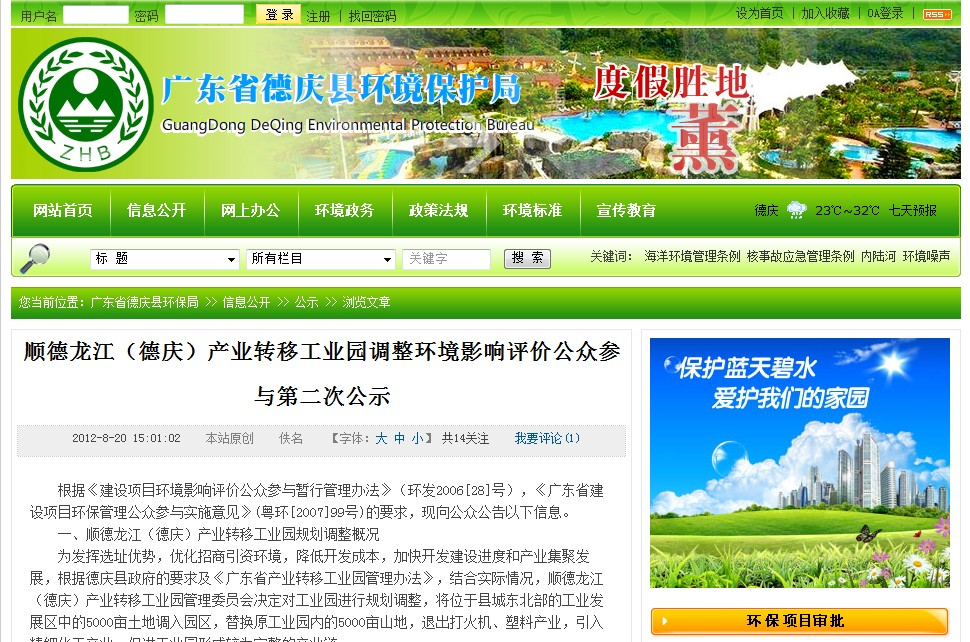 用户名 密码 登 录 注册 | 找回密码 设为首页 | 加入收藏 | OA登录 | RSS
ZHB
广东省德庆县环境保护局
GuangDong DeQing Environmental Protection Bureau
度假胜地
薰
网站首页 信息公开 网上办公 环境政务 政策法规 环境标准 宣传教育 德庆 23℃~32℃ 七天预报
标 题 所有栏目 关键字 搜 索 关键词： 海洋环境管理条例 核事故应急管理条例 内陆河 环境噪声
您当前位置：广东省德庆县环保局 >> 信息公开 >> 公示 >> 浏览文章
顺德龙江（德庆）产业转移工业园调整环境影响评价公众参
与第二次公示
2012-8-20 15:01:02 本站原创 佚名 【字体：大 中 小】 共14关注 我要评论(1)
根据《建设项目环境影响评价公众参与暂行管理办法》（环发2006[28]号），《广东省建
设项目环保管理公众参与实施意见》(粤环[2007]99号)的要求，现向公众公告以下信息。
一、顺德龙江（德庆）产业转移工业园规划调整概况
为发挥选址优势，优化招商引资环境，降低开发成本，加快开发建设进度和产业集聚发
展，根据德庆县政府的要求及《广东省产业转移工业园管理办法》，结合实际情况，顺德龙江
（德庆）产业转移工业园管理委员会决定对工业园进行规划调整，将位于县城东北部的工业发
展区中的5000亩土地调入园区，替换原工业园内的5000亩山地，退出打火机、塑料产业，引入
保护蓝天碧水
爱护我们的家园
环保项目审批